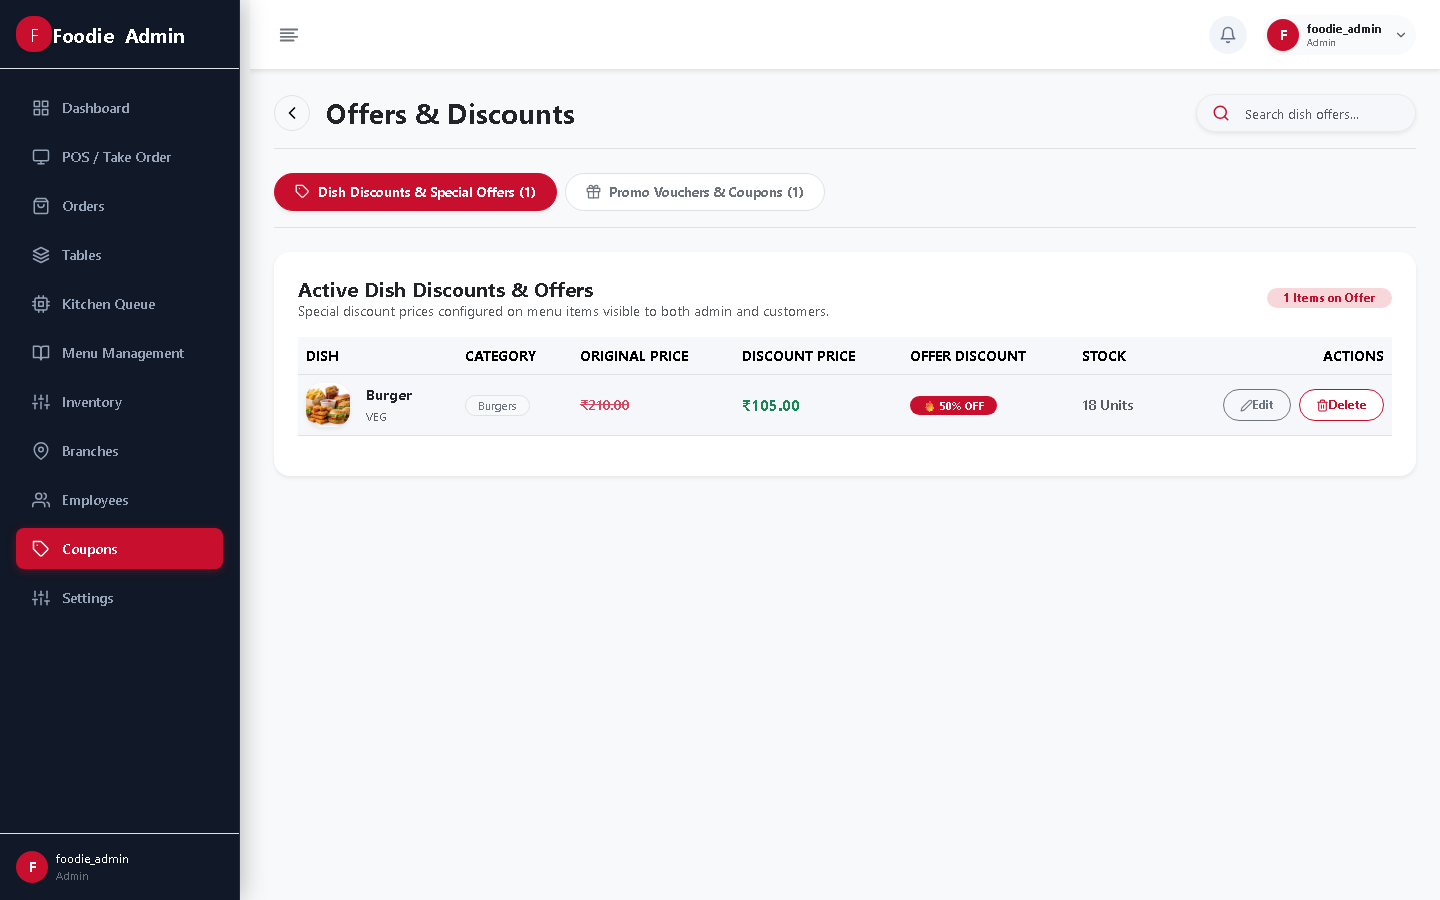 F Foodie Admin
Dashboard
POS / Take Order
Orders
Tables
Kitchen Queue
Menu Management
Inventory
Branches
Employees
Coupons
Settings
F foodie_admin
Admin
F foodie_admin
Admin
Offers & Discounts
Search dish offers...
Dish Discounts & Special Offers (1)
Promo Vouchers & Coupons (1)
Active Dish Discounts & Offers
Special discount prices configured on menu items visible to both admin and customers.
1 Items on Offer
DISH CATEGORY ORIGINAL PRICE DISCOUNT PRICE OFFER DISCOUNT STOCK ACTIONS
Burger
VEG
Burgers
₹210.00
₹105.00
🔥 50% OFF
18 Units
Edit
Delete